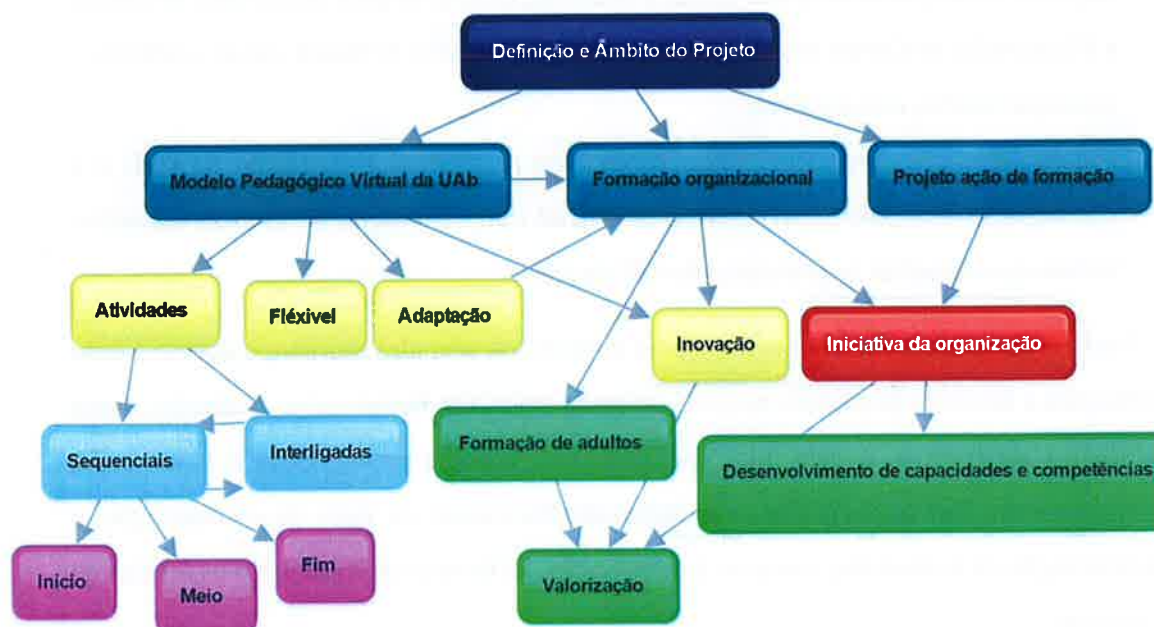 Definição e Âmbito do Projeto
Modelo Pedagógico Virtual da UAb
Formação organizacional
Projeto ação de formação
Atividades
Fléxivel
Adaptação
Inovação
Iniciativa da organização
Sequenciais
Interligadas
Formação de adultos
Desenvolvimento de capacidades e competências
Inicio
Meio
Fim
Valorização